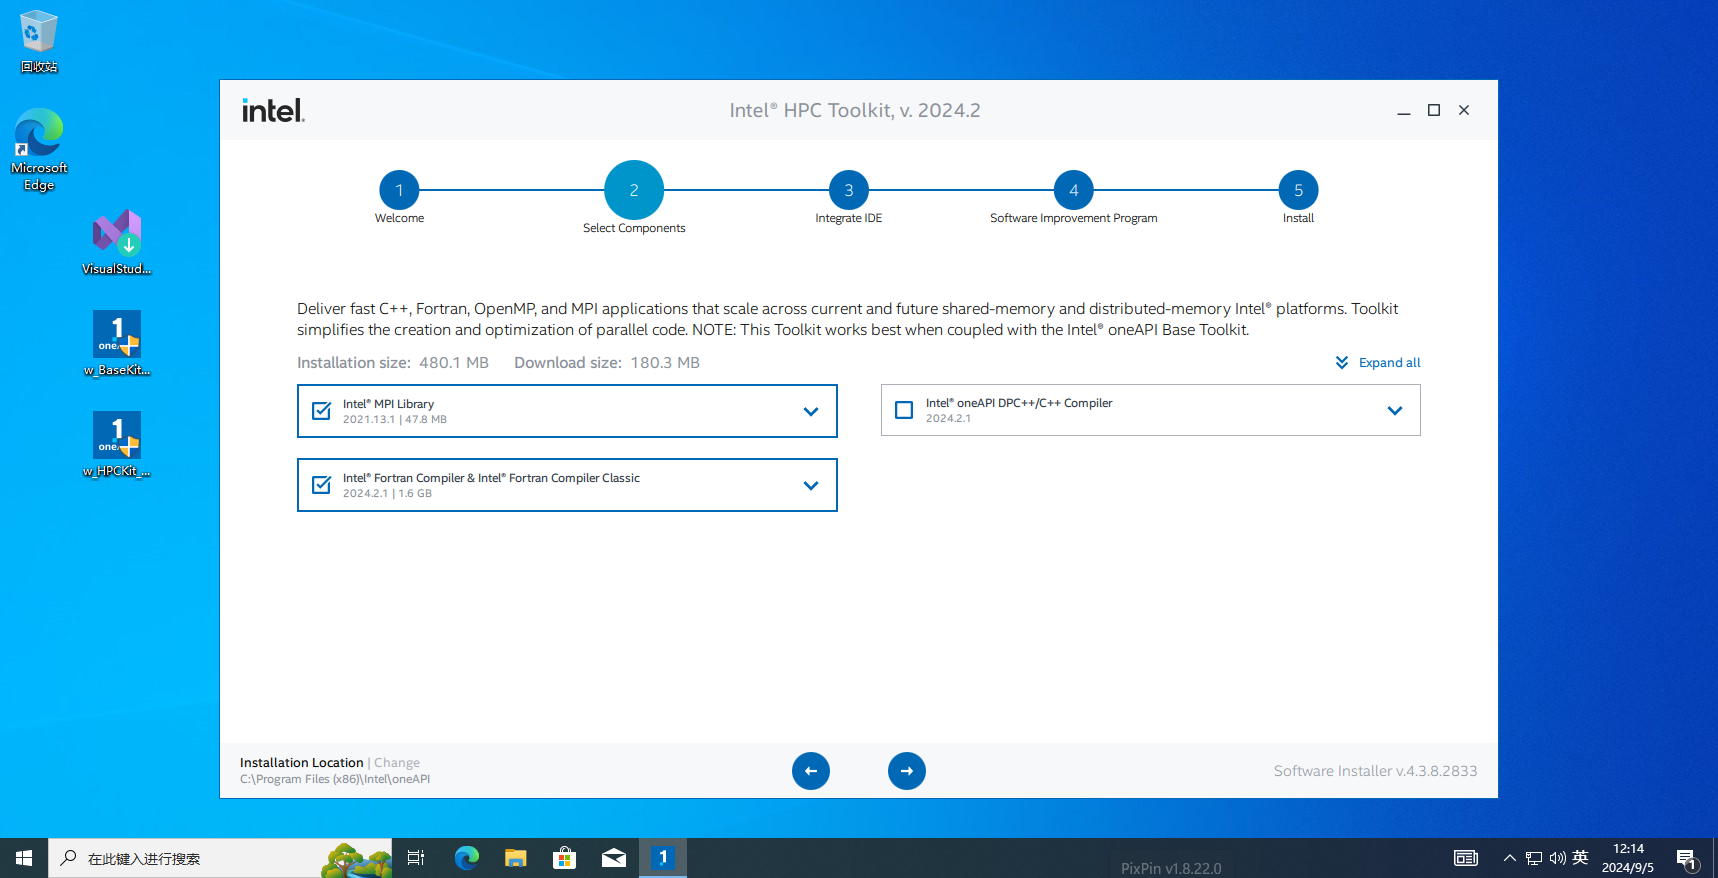 回收站
Microsoft
Edge
VisualStud...
1
one
w_BaseKit...
1
one
w_HPCKit_...
intel.
Intel® HPC Toolkit, v. 2024.2
1
Welcome
2
Select Components
3
Integrate IDE
4
Software Improvement Program
5
Install
Deliver fast C++, Fortran, OpenMP, and MPI applications that scale across current and future shared-memory and distributed-memory Intel® platforms. Toolkit
simplifies the creation and optimization of parallel code. NOTE: This Toolkit works best when coupled with the Intel® oneAPI Base Toolkit.
Installation size: 480.1 MB Download size: 180.3 MB
Expand all
Intel® MPI Library
2021.13.1 | 47.8 MB
Intel® oneAPI DPC++/C++ Compiler
2024.2.1
Intel® Fortran Compiler & Intel® Fortran Compiler Classic
2024.2.1 | 1.6 GB
Installation Location | Change
C:\Program Files (x86)\Intel\oneAPI
Software Installer v.4.3.8.2833
在此键入进行搜索
1
PixPin v1.8.22.0
英
12:14
2024/9/5
1